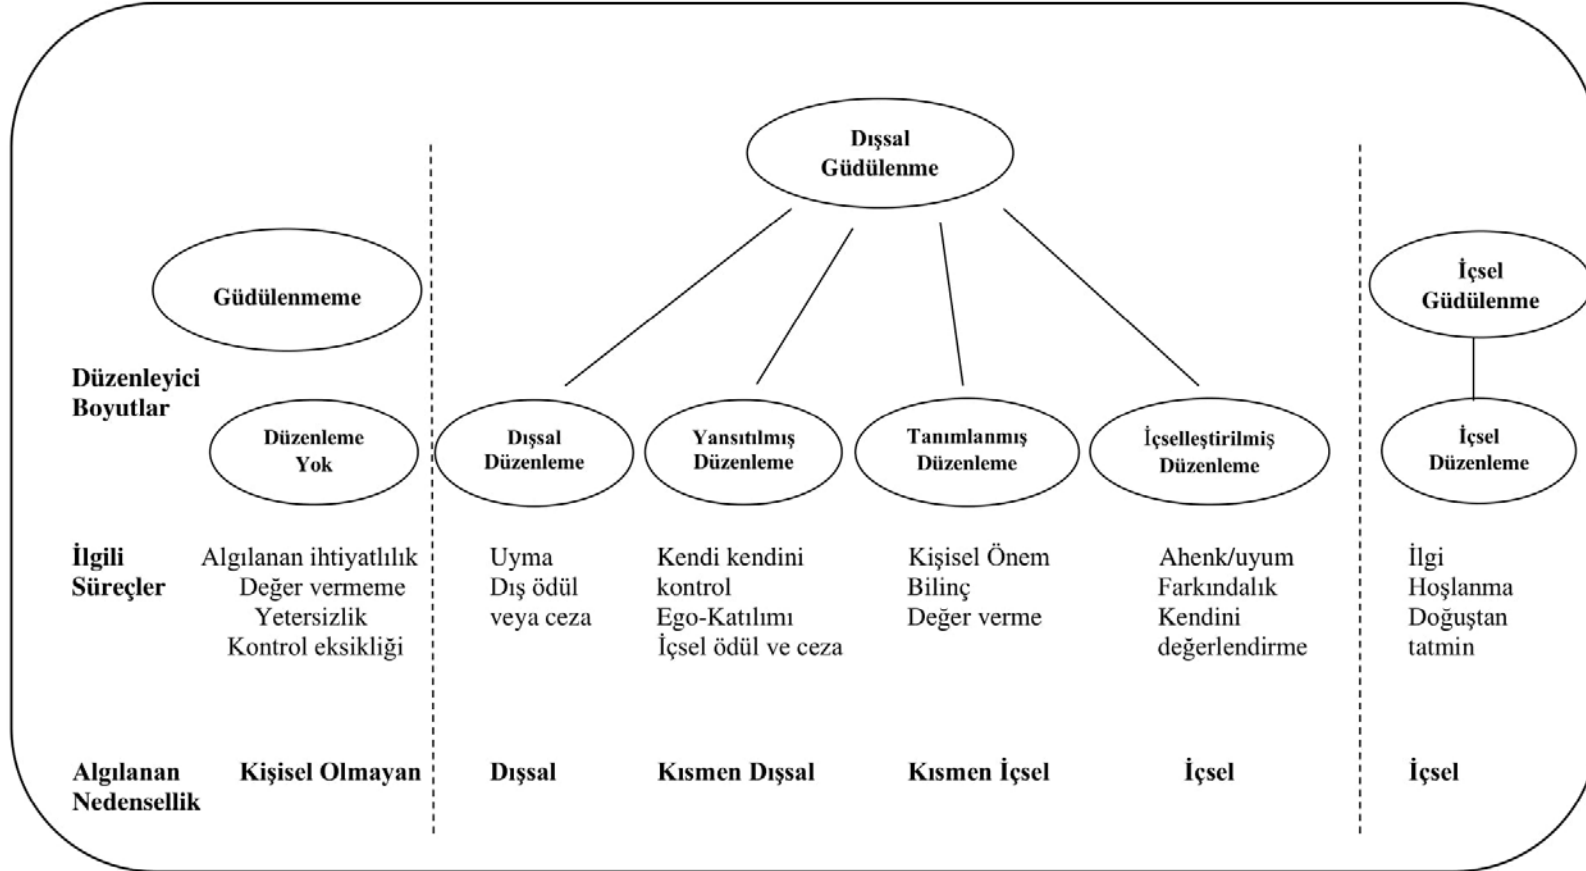 Dışsal
Güdülenme
Güdülenmeme
İçsel
Güdülenme
Düzenleyici
Boyutlar
Düzenleme
Yok
Dışsal
Düzenleme
Yansıtılmış
Düzenleme
Tanımlanmış
Düzenleme
İçselleştirilmiş
Düzenleme
İçsel
Düzenleme
İlgili
Süreçler
Algılanan ihtiyatlılık
Değer vermeme
Yetersizlik
Kontrol eksikliği
Uyma
Dış ödül
veya ceza
Kendi kendini
kontrol
Ego-Katılımı
İçsel ödül ve ceza
Kişisel Önem
Bilinç
Değer verme
Ahenk/uyum
Farkındalık
Kendini
değerlendirme
İlgi
Hoşlanma
Doğuştan
tatmin
Algılanan
Nedensellik
Kişisel Olmayan
Dışsal
Kısmen Dışsal
Kısmen İçsel
İçsel
İçsel